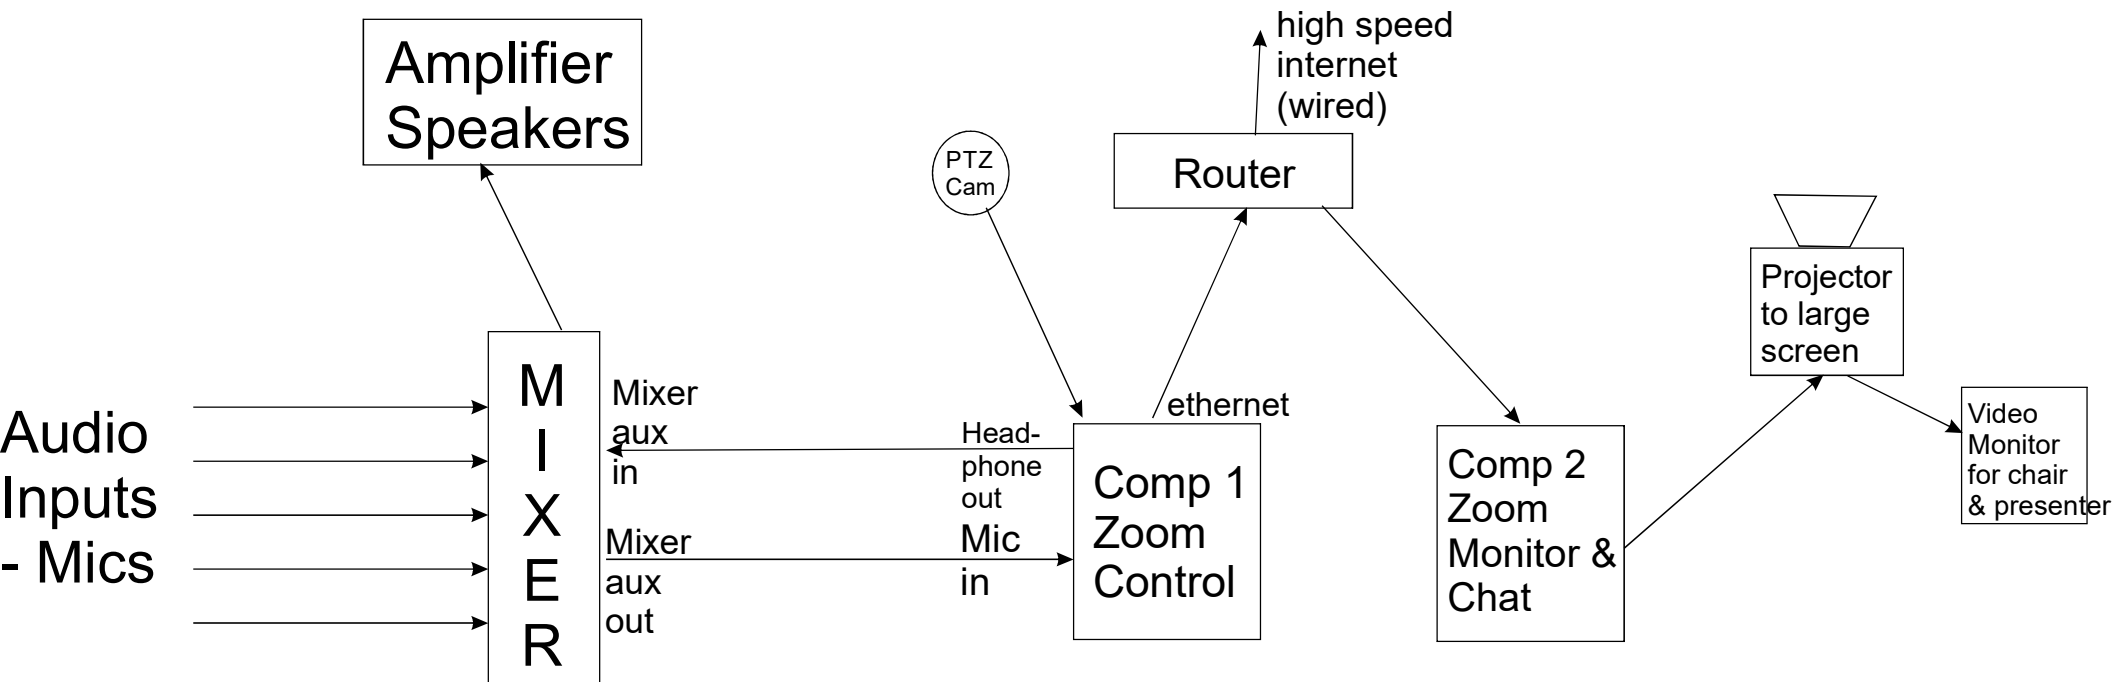 Amplifier
Speakers
high speed
internet
(wired)
PTZ
Cam
Router
Projector
to large
screen
Video
Monitor
for chair
& presenter
Audio
Inputs
- Mics
M
I
X
E
R
Mixer
aux
in
Mixer
aux
out
Head-
phone
out
Mic
in
ethernet
Comp 1
Zoom
Control
Comp 2
Zoom
Monitor &
Chat